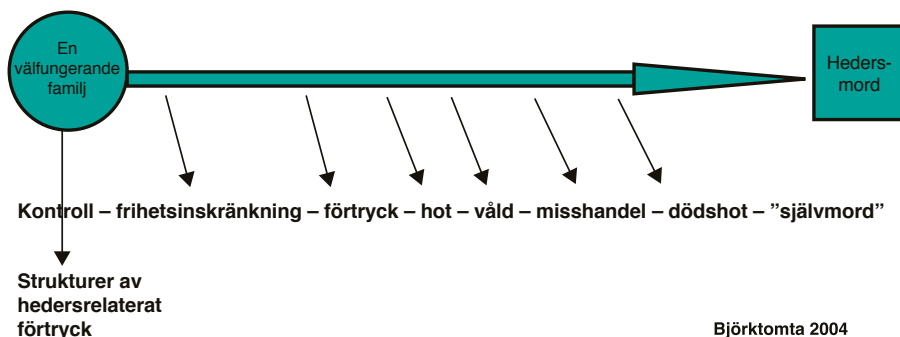 En
välfungerande
familj
Heders-
mord
Kontroll – frihetsinskränkning – förtryck – hot – våld – misshandel – dödshot – ”självmord”
Strukturer av
hedersrelaterat
förtryck
Björktomta 2004